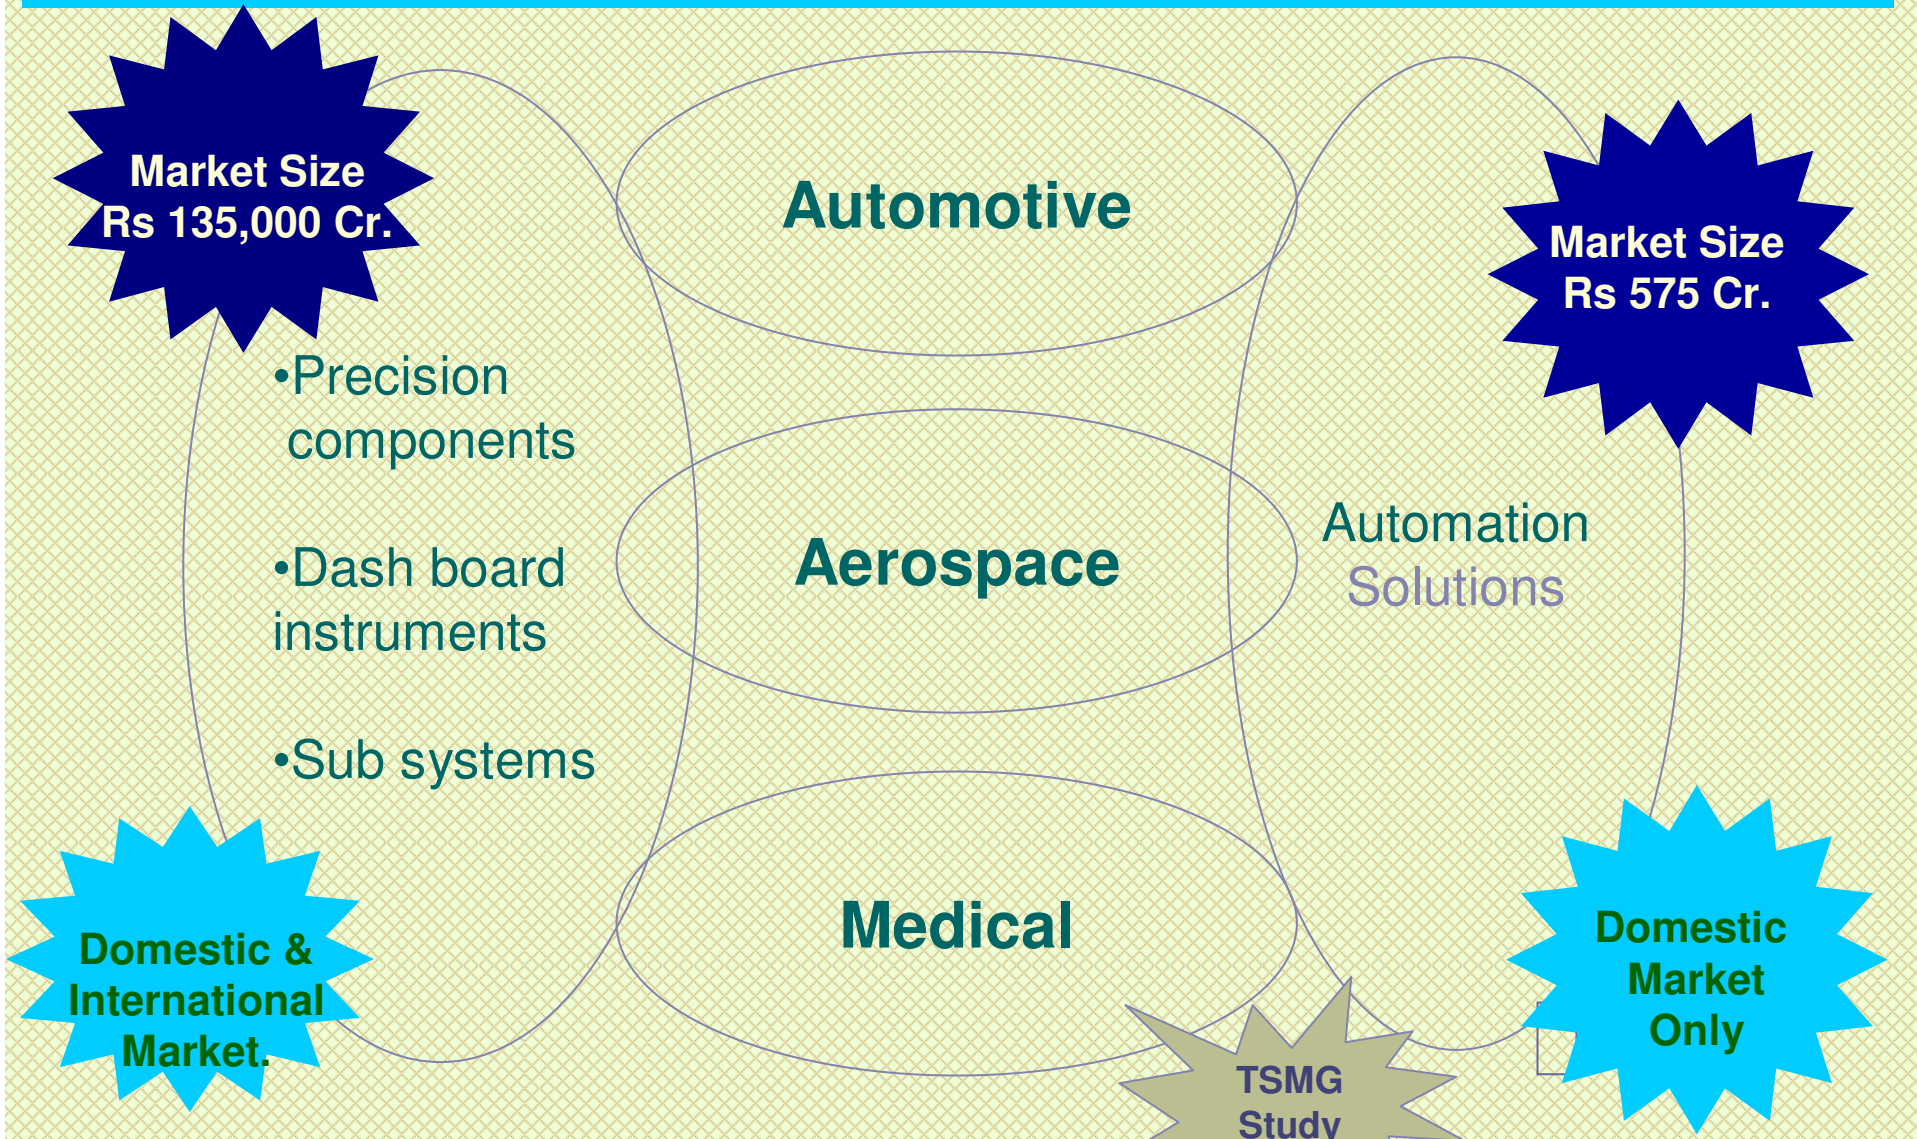 Market Size
Rs 135,000 Cr.
Automotive
Market Size
Rs 575 Cr.
•Precision
components
•Dash board
instruments
•Sub systems
Aerospace
Automation
Solutions
Medical
Domestic &
International
Market.
Domestic
Market
Only
TSMG
Study